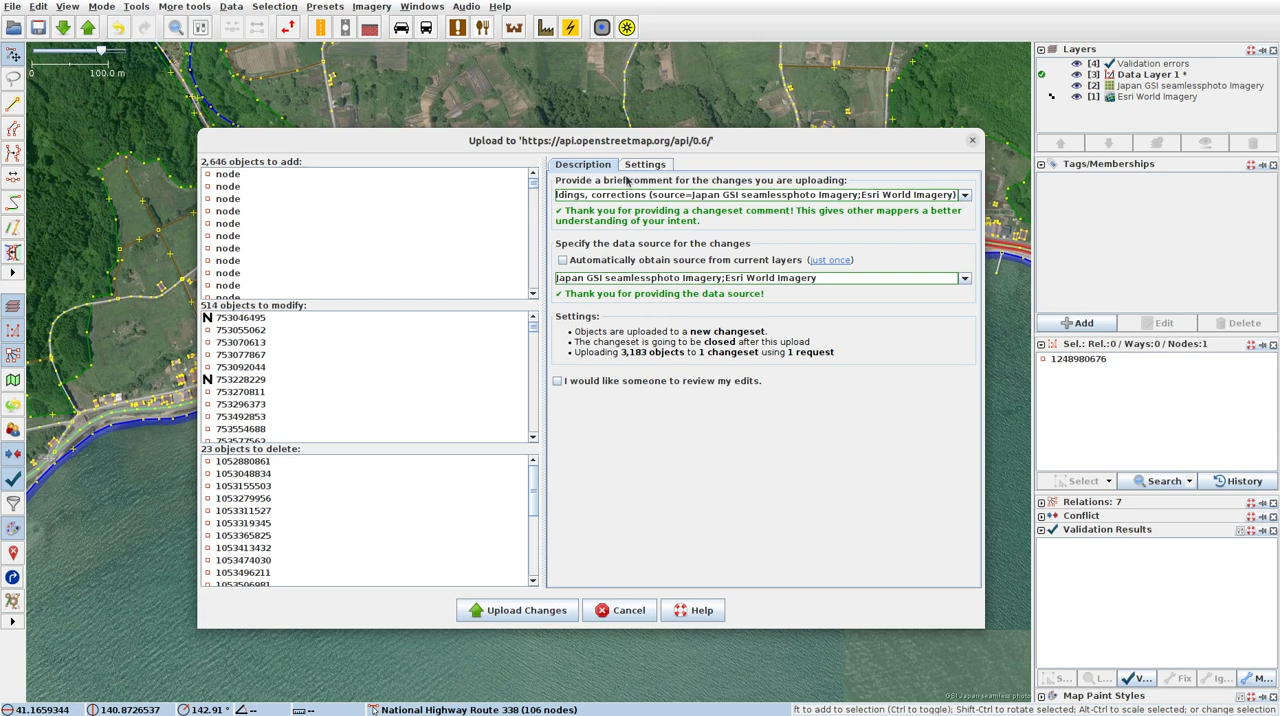 File Edit View Mode Tools More tools Data Selection Presets Imagery Windows Audio Help
0 100.0 m
Upload to 'https://api.openstreetmap.org/api/0.6/'
2,646 objects to add:
node
node
node
node
node
node
node
node
node
node
node
514 objects to modify:
N 753046495
753055062
753070613
753077867
753092044
N 753228229
753270811
753296373
753492853
753554688
753577562
23 objects to delete:
1052880861
1053048834
1053155503
1053279956
1053311527
1053319345
1053365825
1053413432
1053474030
1053496211
1053506981
Description Settings
Provide a brief comment for the changes you are uploading:
ldings, corrections (source=Japan GSI seamlessphoto Imagery;Esri World Imagery)
✔ Thank you for providing a changeset comment! This gives other mappers a better
understanding of your intent.
Specify the data source for the changes
Automatically obtain source from current layers (just once)
Japan GSI seamlessphoto Imagery;Esri World Imagery
✔ Thank you for providing the data source!
Settings:
• Objects are uploaded to a new changeset.
• The changeset is going to be closed after this upload
• Uploading 3,183 objects to 1 changeset using 1 request
I would like someone to review my edits.
Upload Changes Cancel Help
Layers
[4] Validation errors
[3] Data Layer 1 *
[2] Japan GSI seamlessphoto Imagery
[1] Esri World Imagery
Tags/Memberships
Add Edit Delete
Sel.: Rel.:0 / Ways:0 / Nodes:1
1248980676
Select Search History
Relations: 7
Conflict
Validation Results
S... L... V... Fix Ig... M...
Map Paint Styles
GSI Japan seamless photo
41.1659344 140.8726537 142.91 ° -- -- National Highway Route 338 (106 nodes) ft to add to selection (Ctrl to toggle); Shift-Ctrl to rotate selected; Alt-Ctrl to scale selected; or change selection